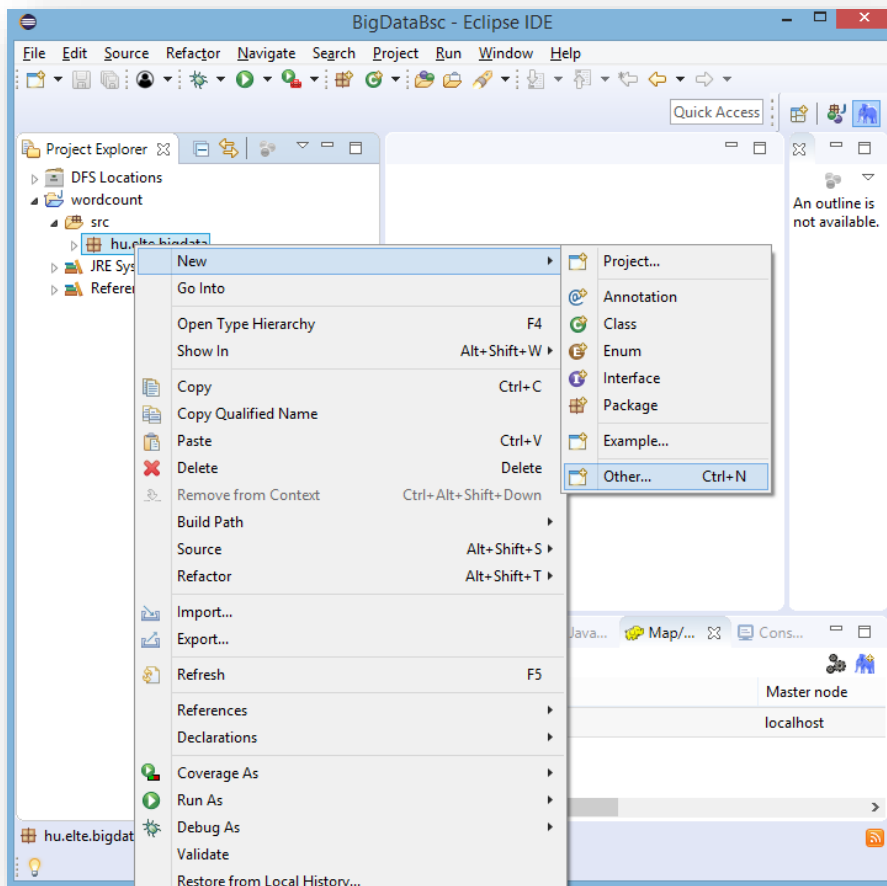 BigDataBsc - Eclipse IDE
File Edit Source Refactor Navigate Search Project Run Window Help
Quick Access
Project Explorer
DFS Locations
wordcount
src
hu.elte.bigdata
JRE Sys
Referer
An outline is
not available.
New
Go Into
Open Type Hierarchy F4
Show In Alt+Shift+W
Copy Ctrl+C
Copy Qualified Name
Paste Ctrl+V
Delete Delete
Remove from Context Ctrl+Alt+Shift+Down
Build Path
Source Alt+Shift+S
Refactor Alt+Shift+T
Import...
Export...
Refresh F5
References
Declarations
Coverage As
Run As
Debug As
Validate
Restore from Local History...
Project...
Annotation
Class
Enum
Interface
Package
Example...
Other... Ctrl+N
Java... Map/... Cons...
Master node
localhost
hu.elte.bigdat